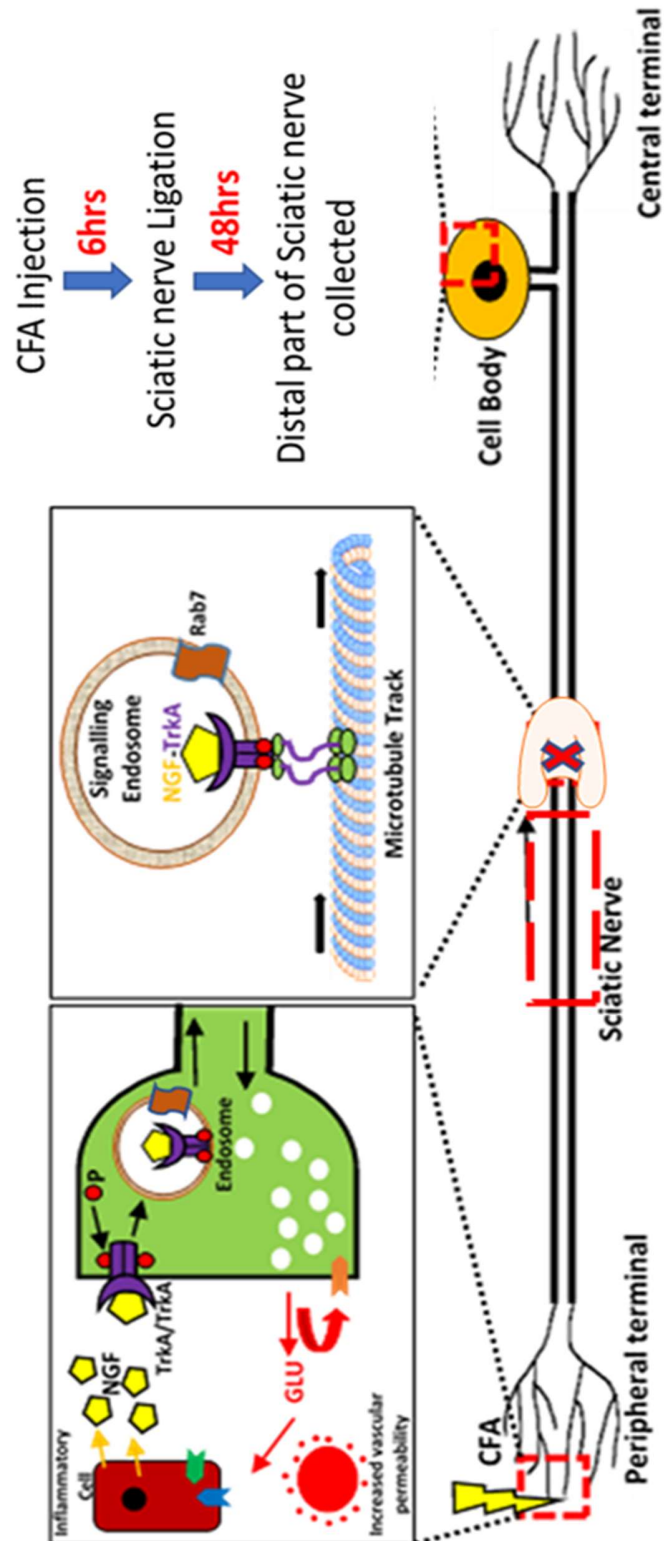 CFA Injection
6hrs
Sciatic nerve Ligation
48hrs
Distal part of Sciatic nerve
collected
Inflammatory
Cell
NGF
TrkA/TrkA
P
Endosome
GLU
Increased vascular
permeability
Signalling
Endosome
NGF-TrkA
Rab7
Microtubule Track
CFA
Peripheral terminal
Sciatic Nerve
Cell Body
Central terminal